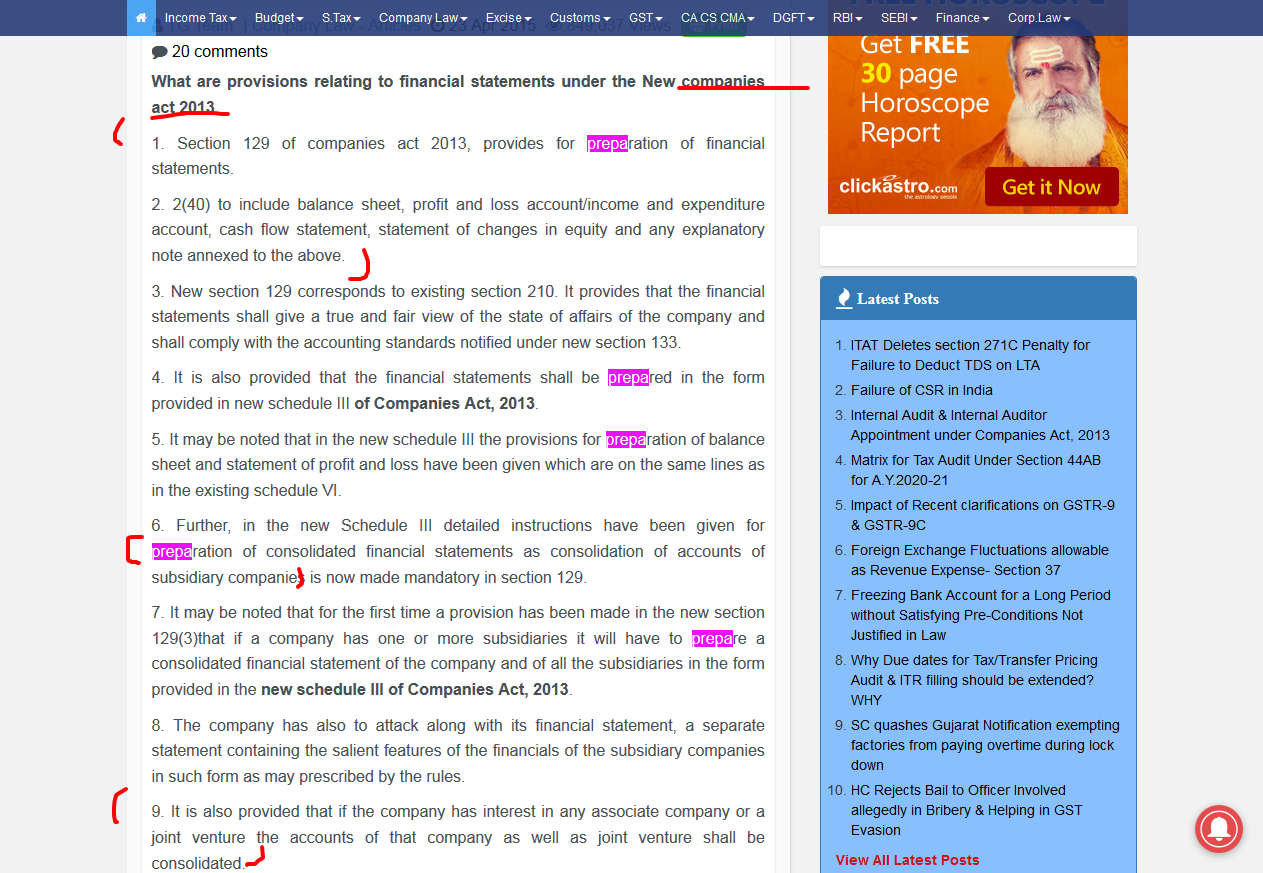 Income Tax Budget S.Tax Company Law Excise Customs GST CA CS CMA DGFT RBI SEBI Finance Corp.Law
TG Team | Company Law - Articles 23 Apr 2015 Views
20 comments
What are provisions relating to financial statements under the New companies
act 2013
1. Section 129 of companies act 2013, provides for preparation of financial
statements.
2. 2(40) to include balance sheet, profit and loss account/income and expenditure
account, cash flow statement, statement of changes in equity and any explanatory
note annexed to the above.
3. New section 129 corresponds to existing section 210. It provides that the financial
statements shall give a true and fair view of the state of affairs of the company and
shall comply with the accounting standards notified under new section 133.
4. It is also provided that the financial statements shall be prepared in the form
provided in new schedule III of Companies Act, 2013.
5. It may be noted that in the new schedule III the provisions for preparation of balance
sheet and statement of profit and loss have been given which are on the same lines as
in the existing schedule VI.
6. Further, in the new Schedule III detailed instructions have been given for
preparation of consolidated financial statements as consolidation of accounts of
subsidiary companies is now made mandatory in section 129.
7. It may be noted that for the first time a provision has been made in the new section
129(3)that if a company has one or more subsidiaries it will have to prepare a
consolidated financial statement of the company and of all the subsidiaries in the form
provided in the new schedule III of Companies Act, 2013.
8. The company has also to attack along with its financial statement, a separate
statement containing the salient features of the financials of the subsidiary companies
in such form as may prescribed by the rules.
9. It is also provided that if the company has interest in any associate company or a
joint venture the accounts of that company as well as joint venture shall be
consolidated.
FREE HOROSCOPE
Get FREE
30 page
Horoscope
Report
clickastro.com
the astrology people
Get it Now
Latest Posts
1. ITAT Deletes section 271C Penalty for
Failure to Deduct TDS on LTA
2. Failure of CSR in India
3. Internal Audit & Internal Auditor
Appointment under Companies Act, 2013
4. Matrix for Tax Audit Under Section 44AB
for A.Y.2020-21
5. Impact of Recent clarifications on GSTR-9
& GSTR-9C
6. Foreign Exchange Fluctuations allowable
as Revenue Expense- Section 37
7. Freezing Bank Account for a Long Period
without Satisfying Pre-Conditions Not
Justified in Law
8. Why Due dates for Tax/Transfer Pricing
Audit & ITR filling should be extended?
WHY
9. SC quashes Gujarat Notification exempting
factories from paying overtime during lock
down
10. HC Rejects Bail to Officer Involved
allegedly in Bribery & Helping in GST
Evasion
View All Latest Posts